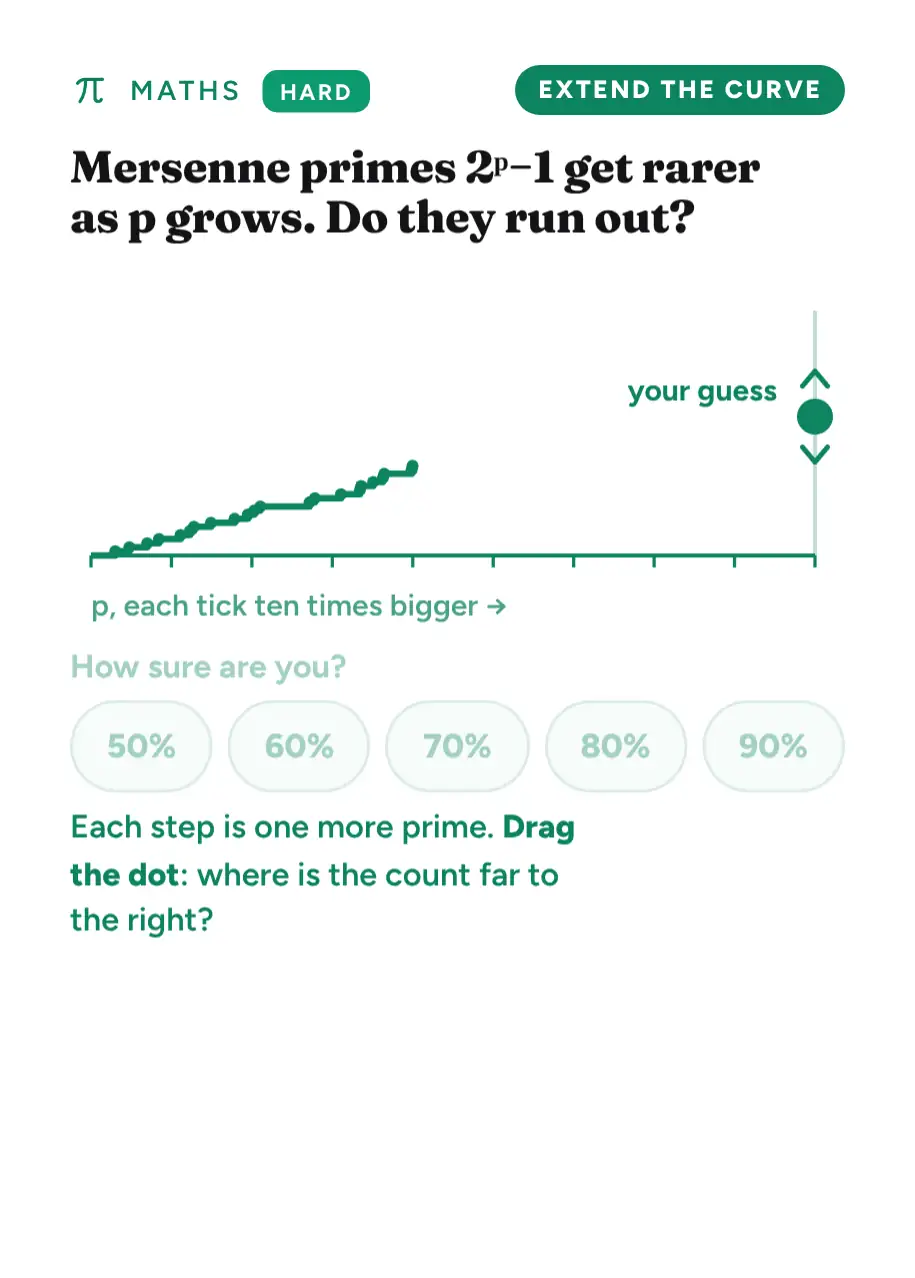 π MATHS HARD EXTEND THE CURVE
Mersenne primes 2ᵖ−1 get rarer
as p grows. Do they run out?
your guess
p, each tick ten times bigger →
How sure are you?
50% 60% 70% 80% 90%
Each step is one more prime. Drag
the dot: where is the count far to
the right?